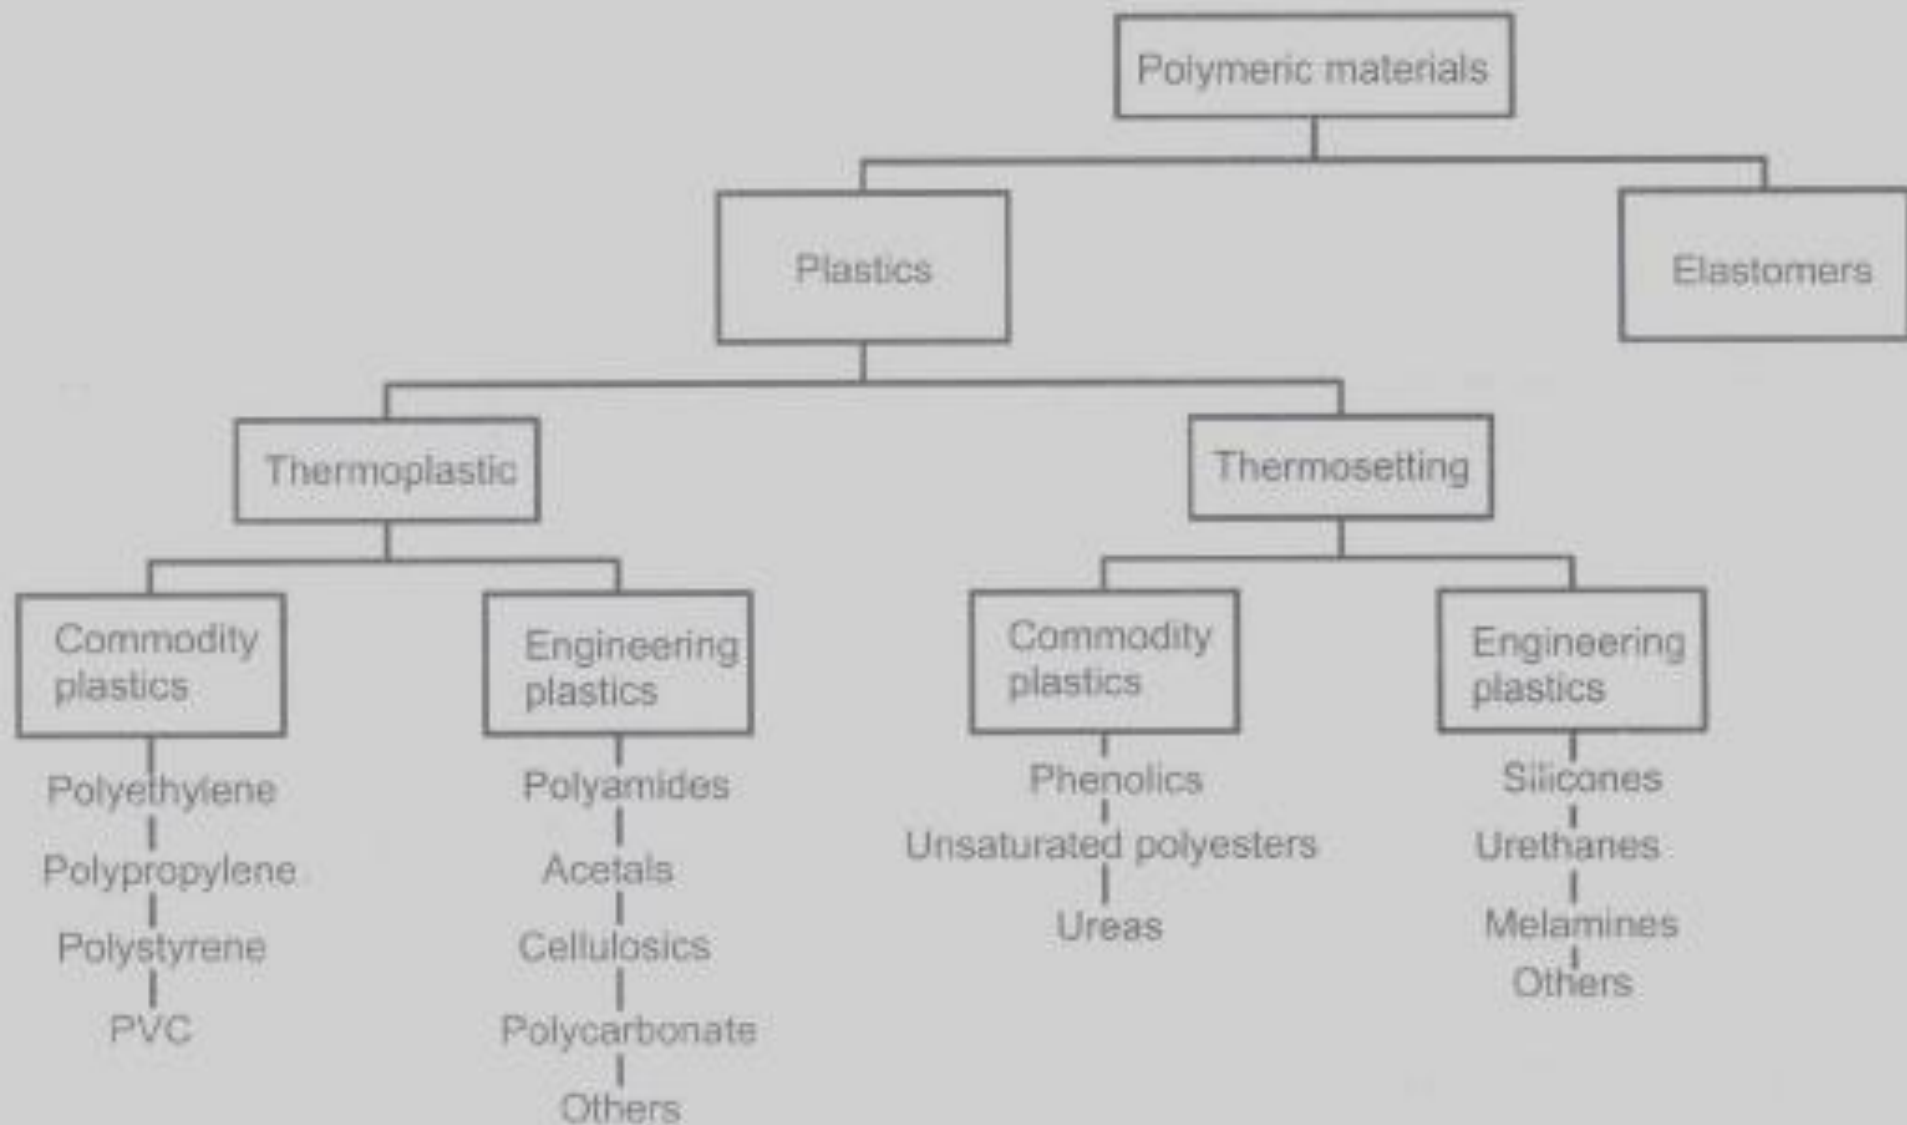 Polymeric materials
Plastics
Elastomers
Thermoplastic
Thermosetting
Commodity
plastics
Engineering
plastics
Commodity
plastics
Engineering
plastics
Polyethylene
Polypropylene
Polystyrene
PVC
Polyamides
Acetals
Cellulosics
Polycarbonate
Others
Phenolics
Unsaturated polyesters
Ureas
Silicones
Urethanes
Melamines
Others